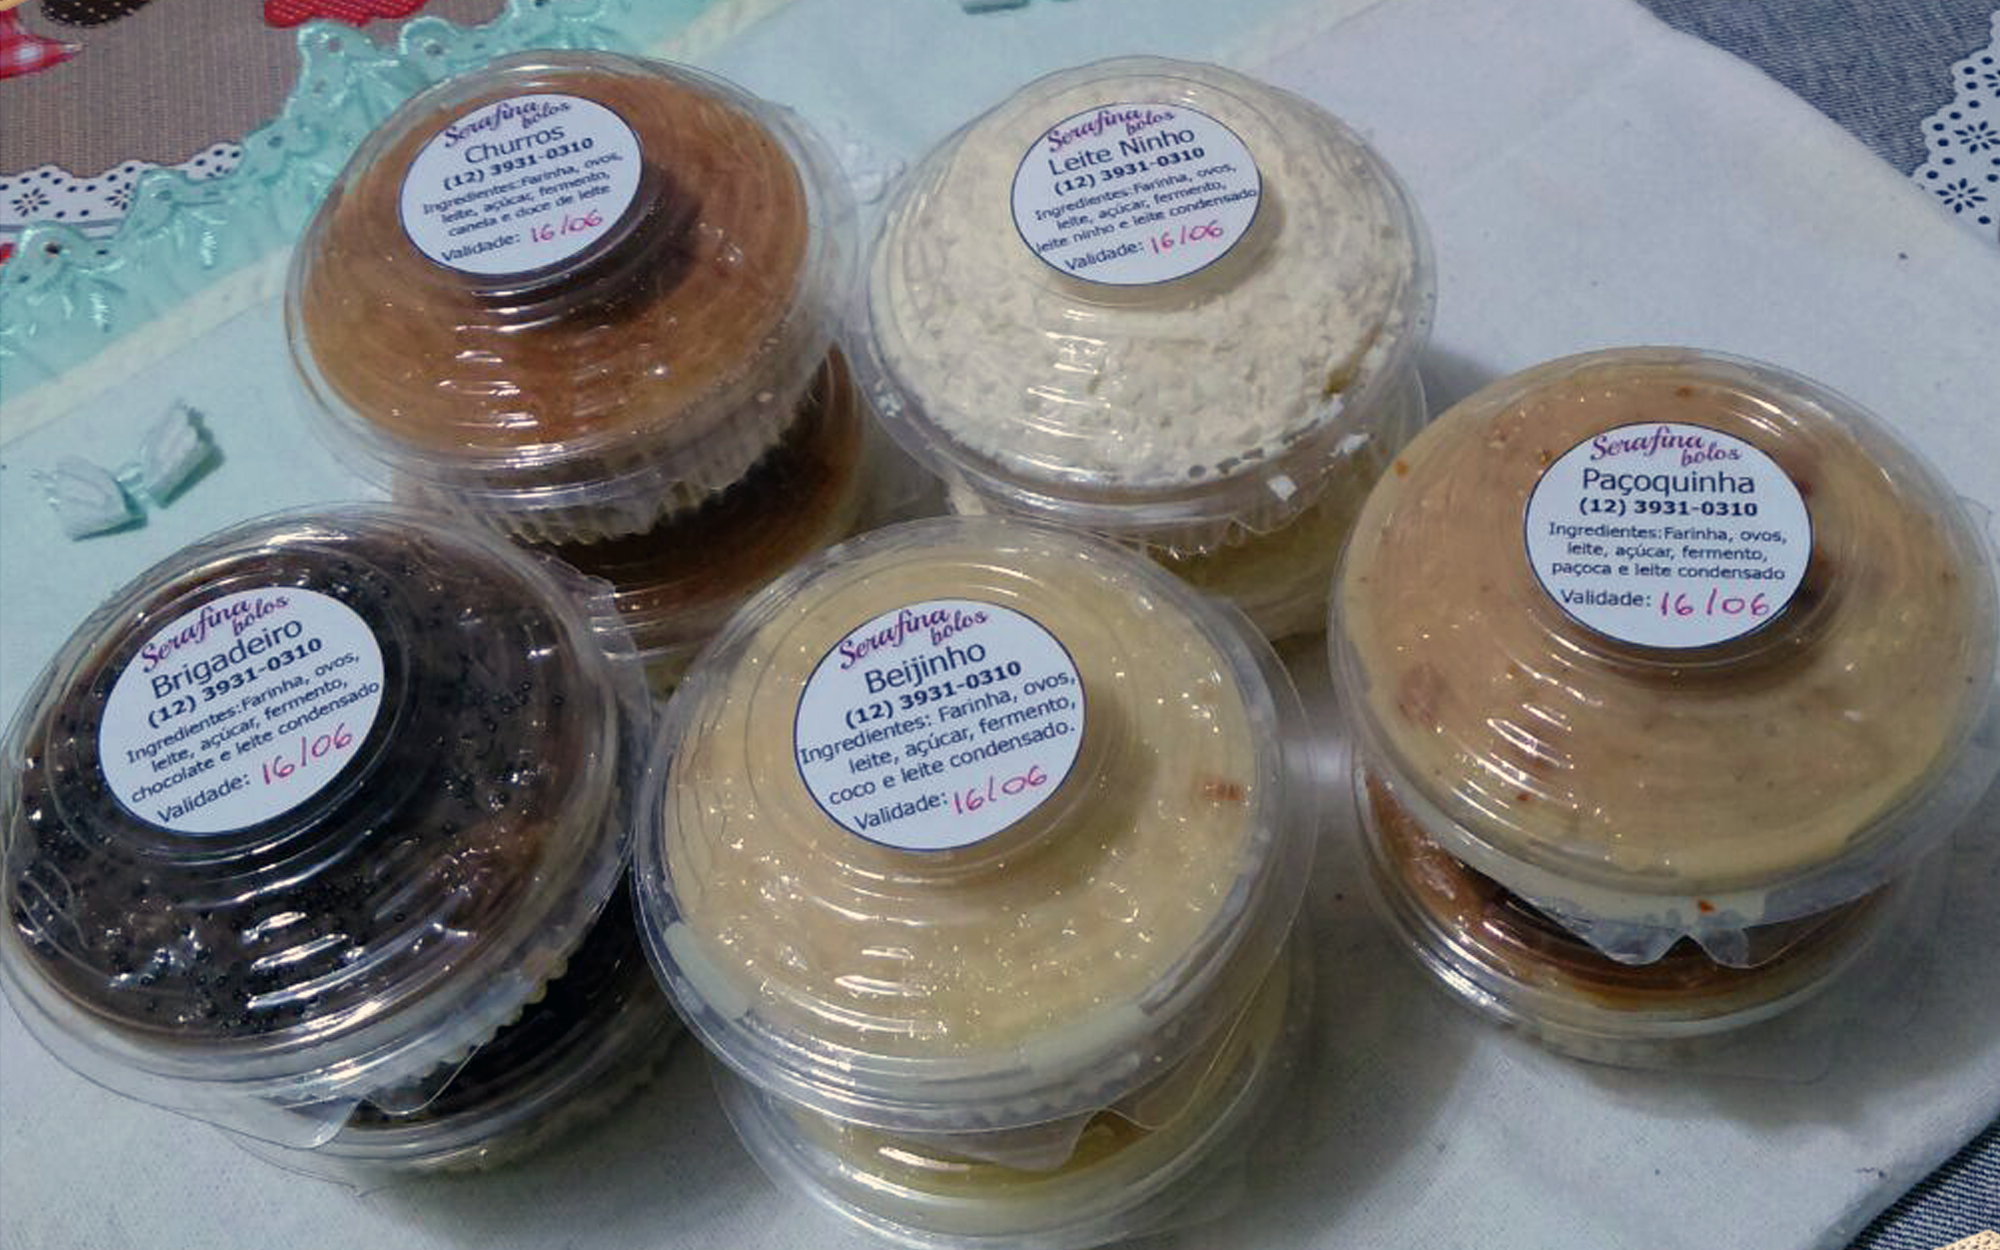 Serafina
bolos
Churros
(12) 3931-0310
Ingredientes:Farinha, ovos,
leite, açúcar, fermento,
canela e doce de leite
Validade: 16/06
Serafina
bolos
Leite Ninho
(12) 3931-0310
Ingredientes:Farinha, ovos,
leite, açúcar, fermento,
leite ninho e leite condensado
Validade: 16/06
Serafina
bolos
Paçoquinha
(12) 3931-0310
Ingredientes:Farinha, ovos,
leite, açúcar, fermento,
paçoca e leite condensado
Validade: 16/06
Serafina
bolos
Brigadeiro
(12) 3931-0310
Ingredientes:Farinha, ovos,
leite, açúcar, fermento,
chocolate e leite condensado
Validade: 16/06
Serafina
bolos
Beijinho
(12) 3931-0310
Ingredientes: Farinha, ovos,
leite, açúcar, fermento,
coco e leite condensado.
Validade: 16/06